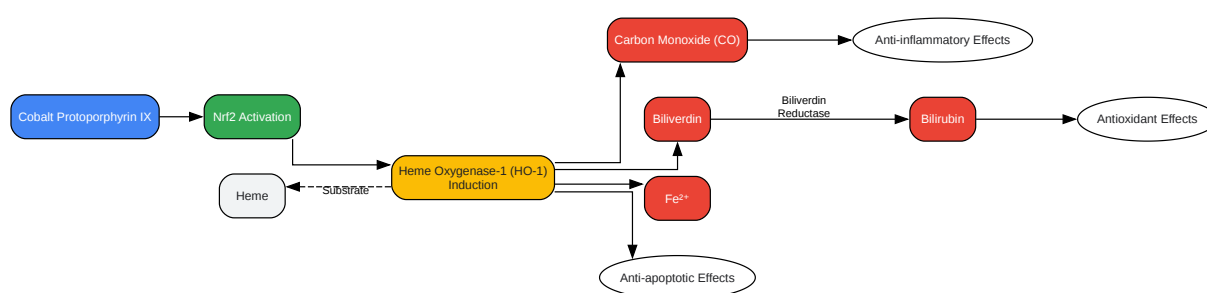 Carbon Monoxide (CO)
Anti-inflammatory Effects
Cobalt Protoporphyrin IX
Nrf2 Activation
Biliverdin
Biliverdin
Reductase
Bilirubin
Antioxidant Effects
Heme Oxygenase-1 (HO-1)
Induction
Substrate
Heme
Fe²⁺
Anti-apoptotic Effects